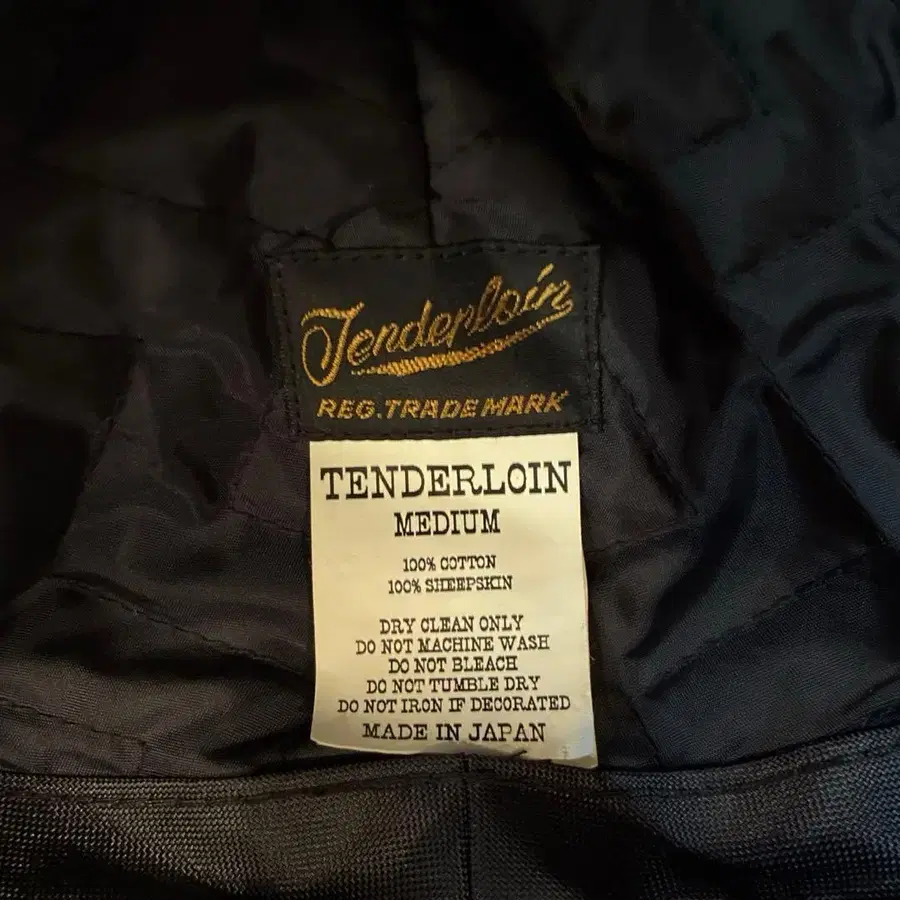 Tenderloin
REG. TRADE MARK
TENDERLOIN
MEDIUM
100% COTTON
100% SHEEPSKIN
DRY CLEAN ONLY
DO NOT MACHINE WASH
DO NOT BLEACH
DO NOT TUMBLE DRY
DO NOT IRON IF DECORATED
MADE IN JAPAN